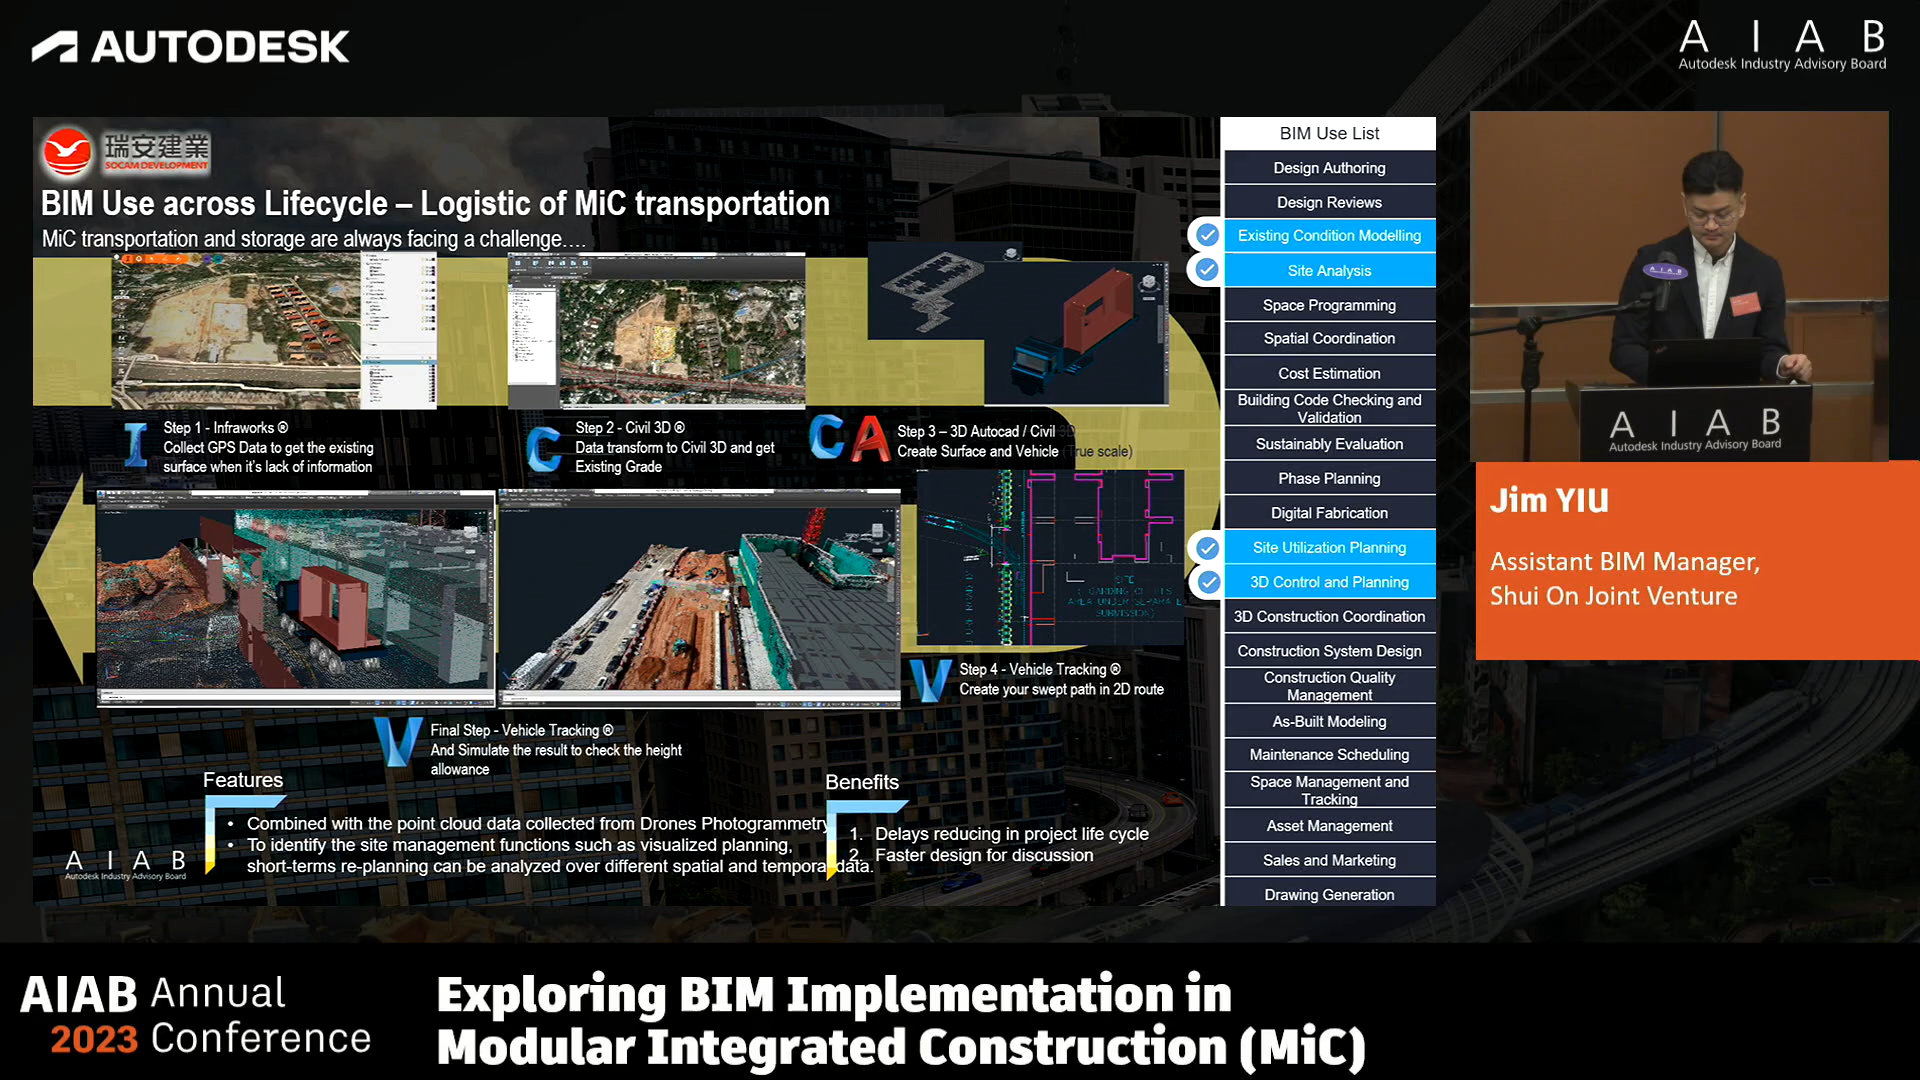 AUTODESK
A I A B
Autodesk Industry Advisory Board
瑞安建業
SOCAM DEVELOPMENT
BIM Use across Lifecycle – Logistic of MiC transportation
MiC transportation and storage are always facing a challenge....
Step 1 - Infraworks ®
Collect GPS Data to get the existing
surface when it's lack of information
Step 2 - Civil 3D ®
Data transform to Civil 3D and get
Existing Grade
Step 3 – 3D Autocad / Civil 3D
Create Surface and Vehicle (True scale)
SITE
AREA UNDER SEPARATE
SUBMISSION)
Step 4 - Vehicle Tracking ®
Create your swept path in 2D route
Final Step - Vehicle Tracking ®
And Simulate the result to check the height
allowance
Features
• Combined with the point cloud data collected from Drones Photogrammetry
• To identify the site management functions such as visualized planning,
short-terms re-planning can be analyzed over different spatial and temporal data.
Benefits
1. Delays reducing in project life cycle
2. Faster design for discussion
A I A B
Autodesk Industry Advisory Board
BIM Use List
Design Authoring
Design Reviews
Existing Condition Modelling
Site Analysis
Space Programming
Spatial Coordination
Cost Estimation
Building Code Checking and
Validation
Sustainably Evaluation
Phase Planning
Digital Fabrication
Site Utilization Planning
3D Control and Planning
3D Construction Coordination
Construction System Design
Construction Quality
Management
As-Built Modeling
Maintenance Scheduling
Space Management and
Tracking
Asset Management
Sales and Marketing
Drawing Generation
A I A B
A I A B
Autodesk Industry Advisory Board
Jim YIU
Assistant BIM Manager,
Shui On Joint Venture
AIAB Annual
2023 Conference
Exploring BIM Implementation in
Modular Integrated Construction (MiC)